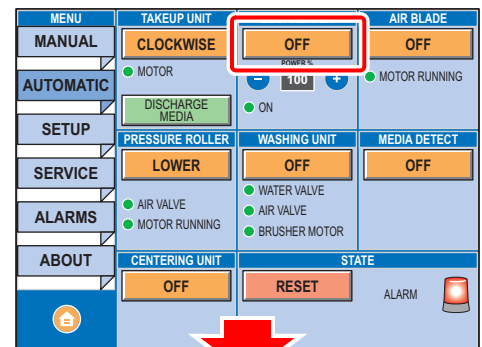 MENU
MANUAL
AUTOMATIC
SETUP
SERVICE
ALARMS
ABOUT
TAKEUP UNIT
CLOCKWISE
MOTOR
DISCHARGE
MEDIA
OFF
POWER %
- 100 +
ON
AIR BLADE
OFF
MOTOR RUNNING
PRESSURE ROLLER
LOWER
AIR VALVE
MOTOR RUNNING
WASHING UNIT
OFF
WATER VALVE
AIR VALVE
BRUSHER MOTOR
MEDIA DETECT
OFF
CENTERING UNIT
OFF
STATE
RESET
ALARM